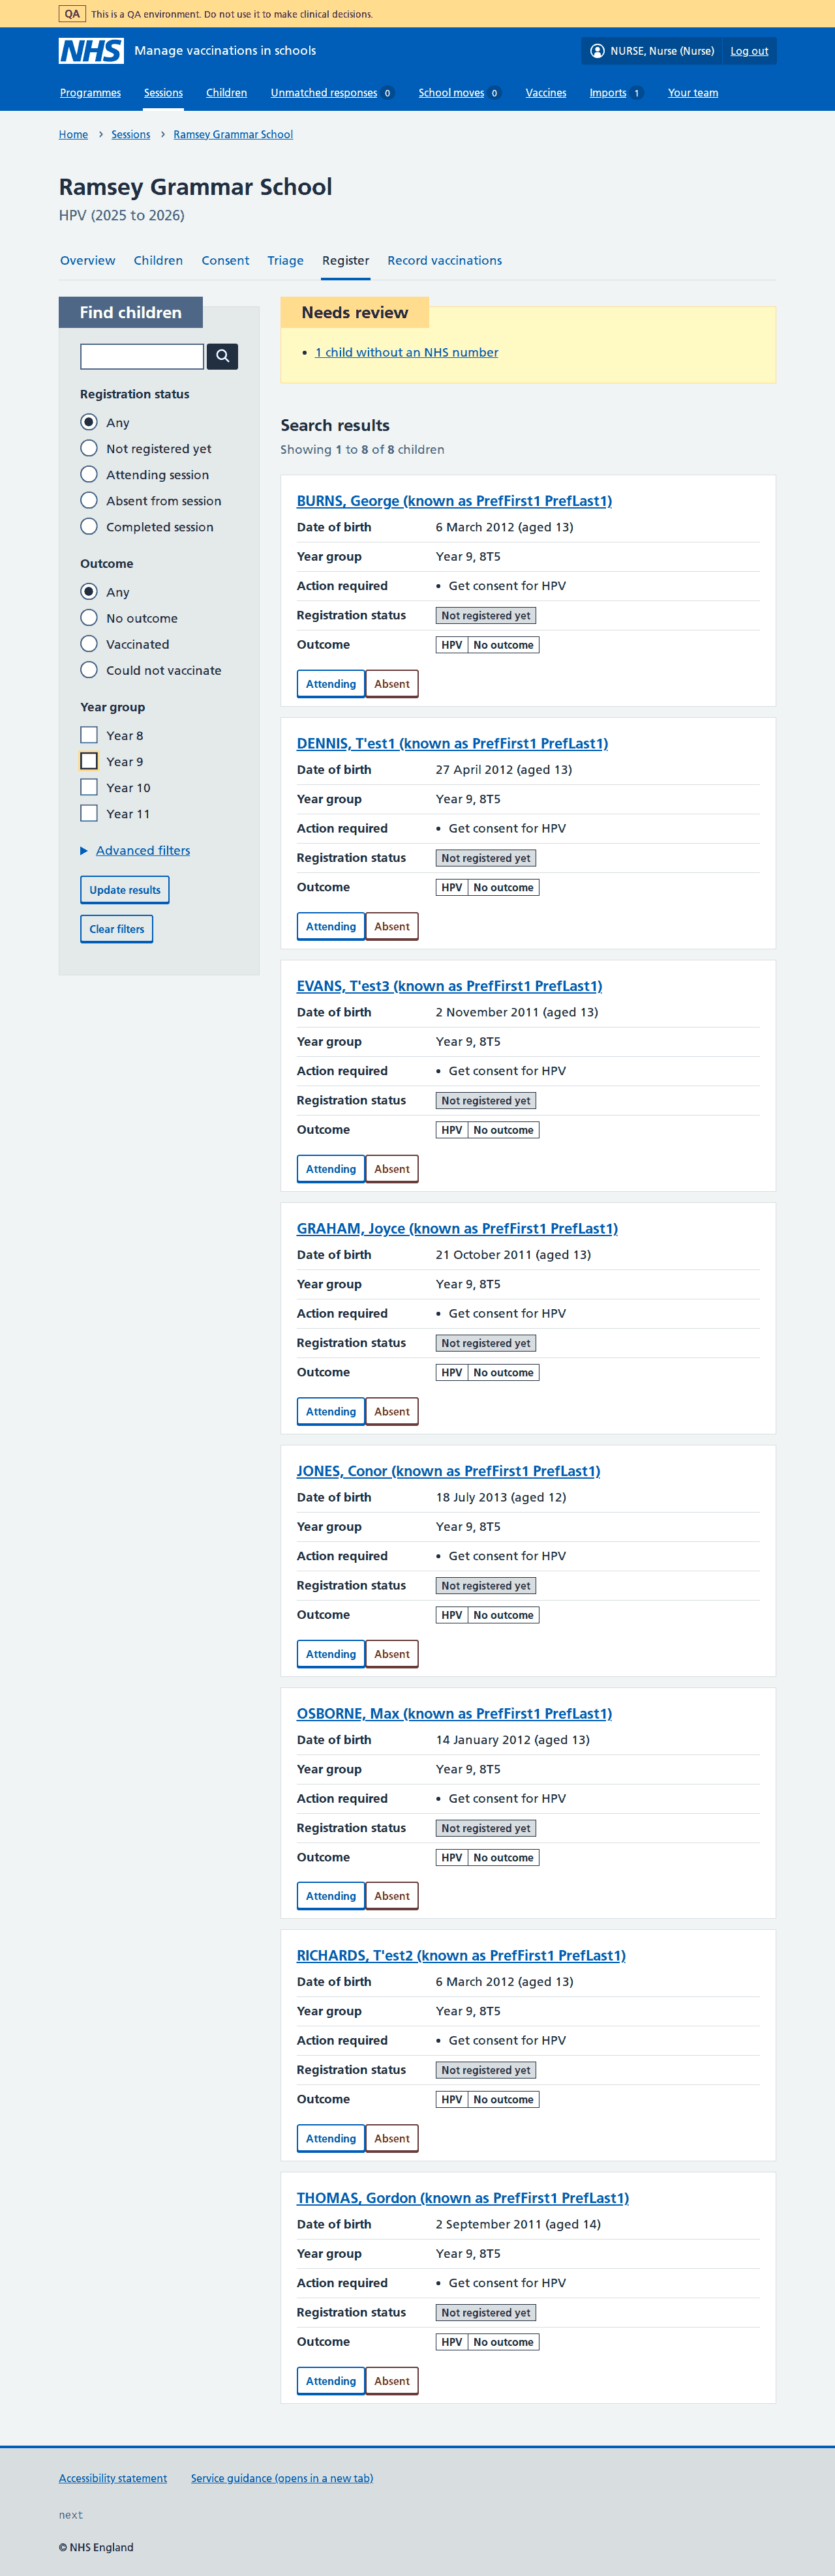 QA This is a QA environment. Do not use it to make clinical decisions.
NHS Manage vaccinations in schools NURSE, Nurse (Nurse) Log out
Programmes Sessions Children Unmatched responses 0 School moves 0 Vaccines Imports 1 Your team
Home › Sessions › Ramsey Grammar School
Ramsey Grammar School
HPV (2025 to 2026)
Overview Children Consent Triage Register Record vaccinations
Find children
Registration status
Any
Not registered yet
Attending session
Absent from session
Completed session
Outcome
Any
No outcome
Vaccinated
Could not vaccinate
Year group
Year 8
Year 9
Year 10
Year 11
Advanced filters
Update results
Clear filters
Needs review
• 1 child without an NHS number
Search results
Showing 1 to 8 of 8 children
BURNS, George (known as PrefFirst1 PrefLast1)
Date of birth 6 March 2012 (aged 13)
Year group Year 9, 8T5
Action required • Get consent for HPV
Registration status Not registered yet
Outcome HPV No outcome
Attending Absent
DENNIS, T'est1 (known as PrefFirst1 PrefLast1)
Date of birth 27 April 2012 (aged 13)
Year group Year 9, 8T5
Action required • Get consent for HPV
Registration status Not registered yet
Outcome HPV No outcome
Attending Absent
EVANS, T'est3 (known as PrefFirst1 PrefLast1)
Date of birth 2 November 2011 (aged 13)
Year group Year 9, 8T5
Action required • Get consent for HPV
Registration status Not registered yet
Outcome HPV No outcome
Attending Absent
GRAHAM, Joyce (known as PrefFirst1 PrefLast1)
Date of birth 21 October 2011 (aged 13)
Year group Year 9, 8T5
Action required • Get consent for HPV
Registration status Not registered yet
Outcome HPV No outcome
Attending Absent
JONES, Conor (known as PrefFirst1 PrefLast1)
Date of birth 18 July 2013 (aged 12)
Year group Year 9, 8T5
Action required • Get consent for HPV
Registration status Not registered yet
Outcome HPV No outcome
Attending Absent
OSBORNE, Max (known as PrefFirst1 PrefLast1)
Date of birth 14 January 2012 (aged 13)
Year group Year 9, 8T5
Action required • Get consent for HPV
Registration status Not registered yet
Outcome HPV No outcome
Attending Absent
RICHARDS, T'est2 (known as PrefFirst1 PrefLast1)
Date of birth 6 March 2012 (aged 13)
Year group Year 9, 8T5
Action required • Get consent for HPV
Registration status Not registered yet
Outcome HPV No outcome
Attending Absent
THOMAS, Gordon (known as PrefFirst1 PrefLast1)
Date of birth 2 September 2011 (aged 14)
Year group Year 9, 8T5
Action required • Get consent for HPV
Registration status Not registered yet
Outcome HPV No outcome
Attending Absent
Accessibility statement Service guidance (opens in a new tab)
next
© NHS England